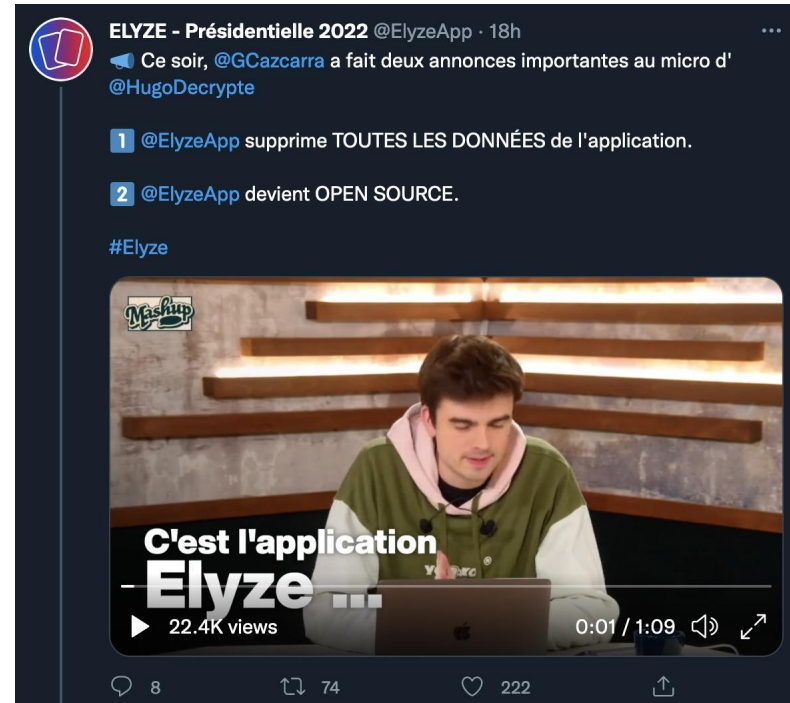 ELYZE - Présidentielle 2022 @ElyzeApp · 18h
📣 Ce soir, @GCazcarra a fait deux annonces importantes au micro d'
@HugoDecrypte
1️⃣ @ElyzeApp supprime TOUTES LES DONNÉES de l'application.
2️⃣ @ElyzeApp devient OPEN SOURCE.
#Elyze
Mashup
C'est l'application
Elyze ...
22.4K views
0:01 / 1:09
8
74
222